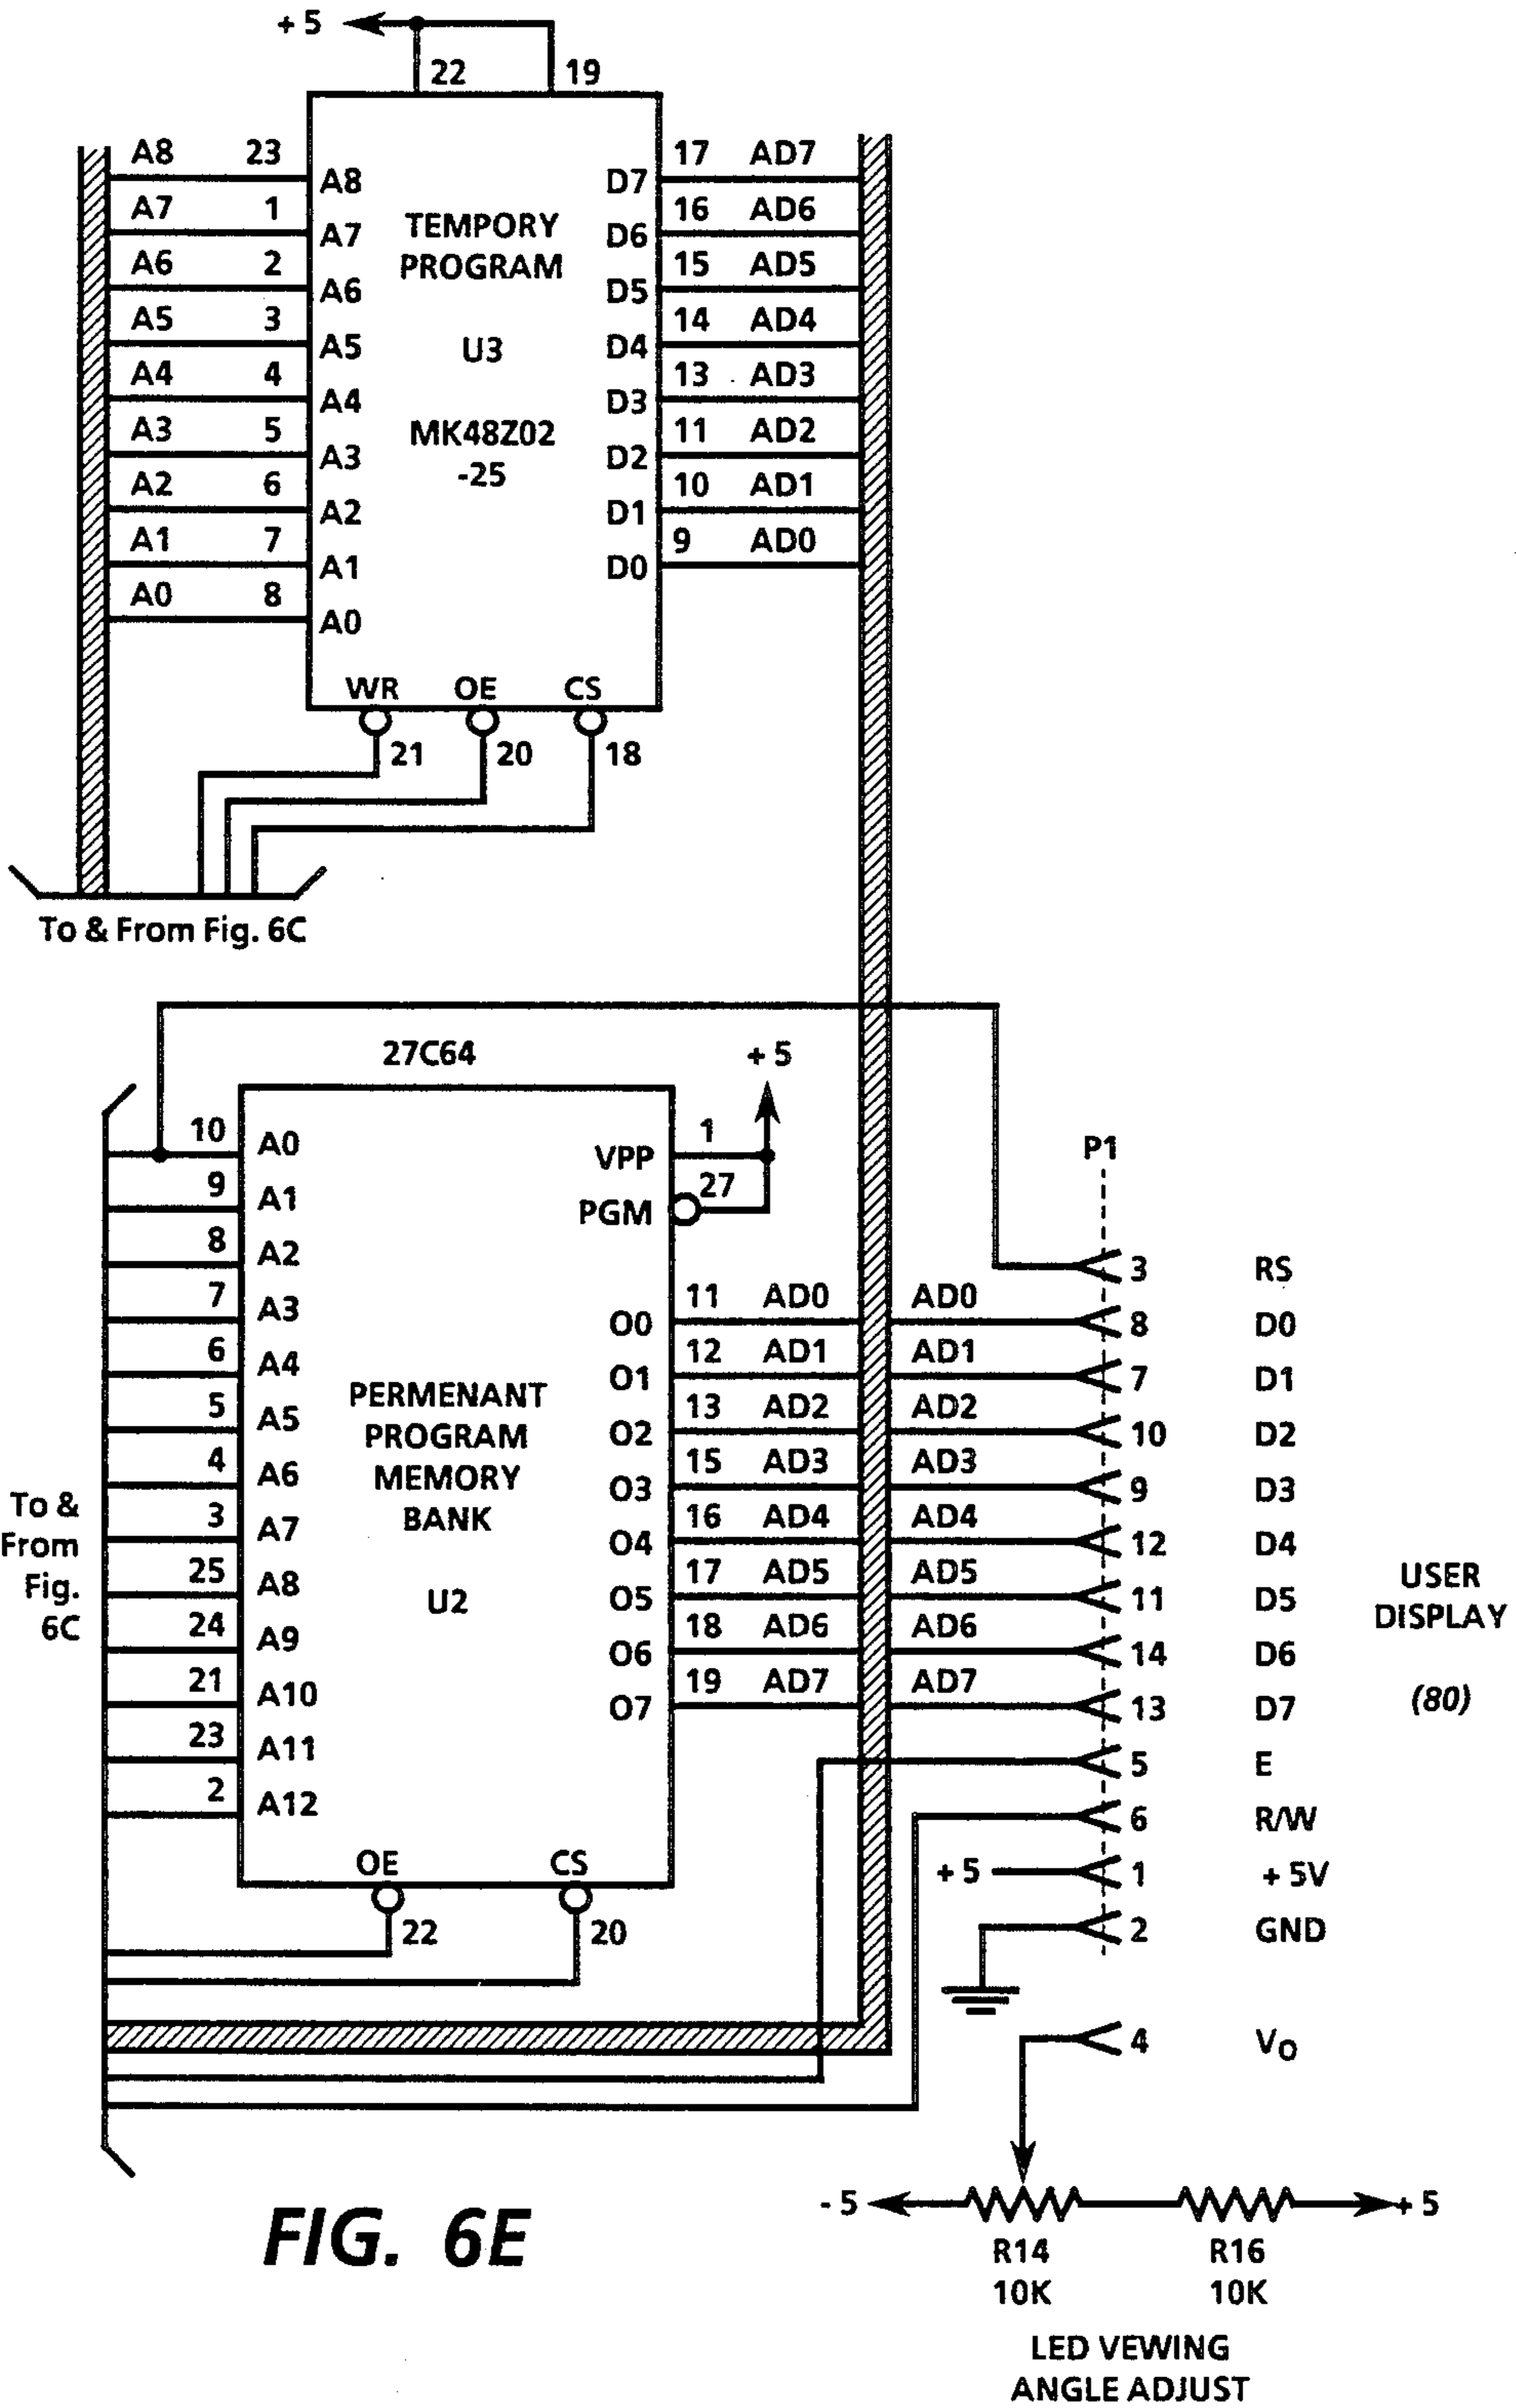 + 5
22 19
A8 23 A8 D7 17 AD7
A7 1 A7 D6 16 AD6
A6 2 A6 D5 15 AD5
A5 3 A5 D4 14 AD4
A4 4 A4 D3 13 AD3
A3 5 A3 D2 11 AD2
A2 6 A2 D1 10 AD1
A1 7 A1 D0 9 AD0
A0 8 A0
TEMPORY
PROGRAM
U3
MK48Z02
-25
WR OE CS
21 20 18
To & From Fig. 6C
27C64
+ 5
10 A0 VPP 1
9 A1 PGM 27
8 A2
7 A3
6 A4
5 A5
4 A6
3 A7
25 A8
24 A9
21 A10
23 A11
2 A12
PERMENANT
PROGRAM
MEMORY
BANK
U2
To &
From
Fig.
6C
OE CS
22 20
P1
3 RS
O0 11 AD0 AD0 8 D0
O1 12 AD1 AD1 7 D1
O2 13 AD2 AD2 10 D2
O3 15 AD3 AD3 9 D3
O4 16 AD4 AD4 12 D4
O5 17 AD5 AD5 11 D5
O6 18 AD6 AD6 14 D6
O7 19 AD7 AD7 13 D7
5 E
6 R/W
+ 5 1 + 5V
2 GND
4 VO
USER
DISPLAY
(80)
- 5 + 5
R14 R16
10K 10K
LED VEWING
ANGLE ADJUST
FIG. 6E